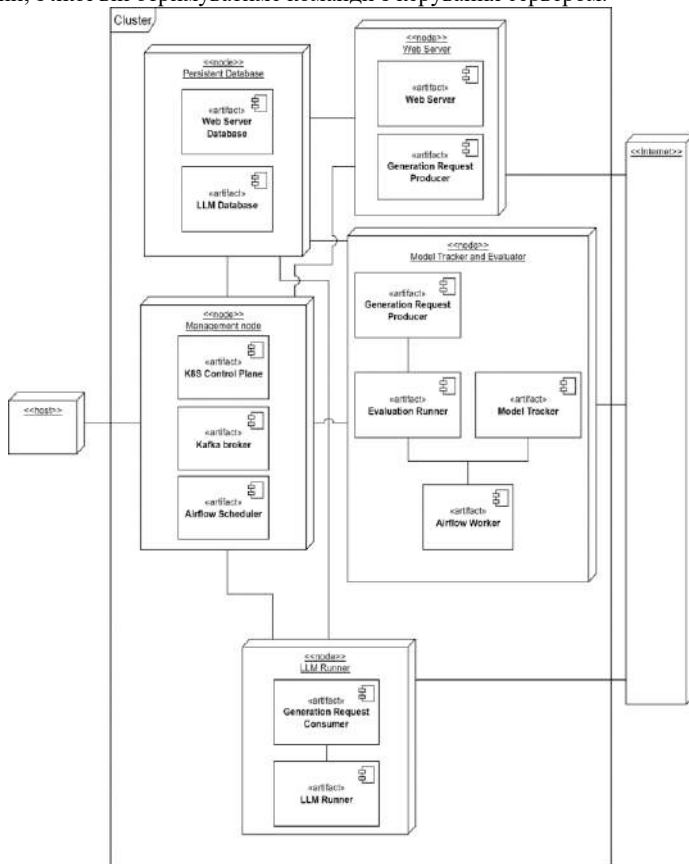 з керування сервером.
Cluster
<<node>>
Persistent Database
«artifact»
Web Server
Database
«artifact»
LLM Database
<<node>>
Web Server
«artifact»
Web Server
«artifact»
Generation Request
Producer
<<Internet>>
<<node>>
Model Tracker and Evaluator
«artifact»
Generation Request
Producer
«artifact»
Evaluation Runner
«artifact»
Model Tracker
«artifact»
Airflow Worker
<<node>>
Management node
«artifact»
K8S Control Plane
«artifact»
Kafka broker
«artifact»
Airflow Scheduler
<<host>>
<<node>>
LLM Runner
«artifact»
Generation Request
Consumer
«artifact»
LLM Runner